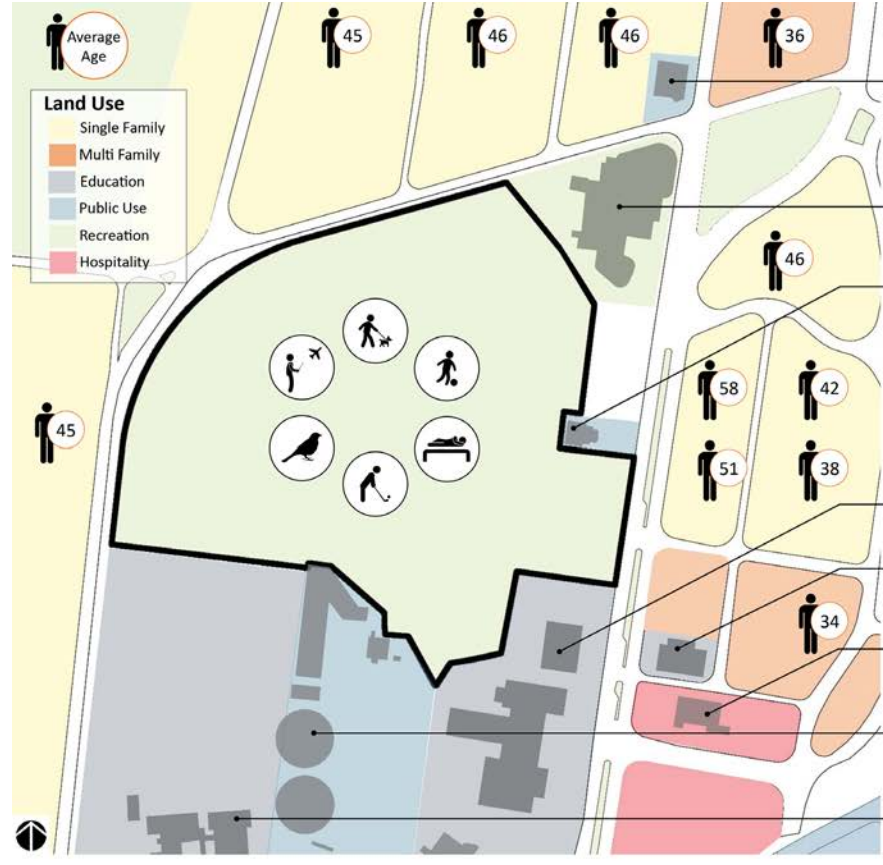 Average
Age
45
46
46
36
Land Use
Single Family
Multi Family
Education
Public Use
Recreation
Hospitality
46
58
42
45
51
38
34